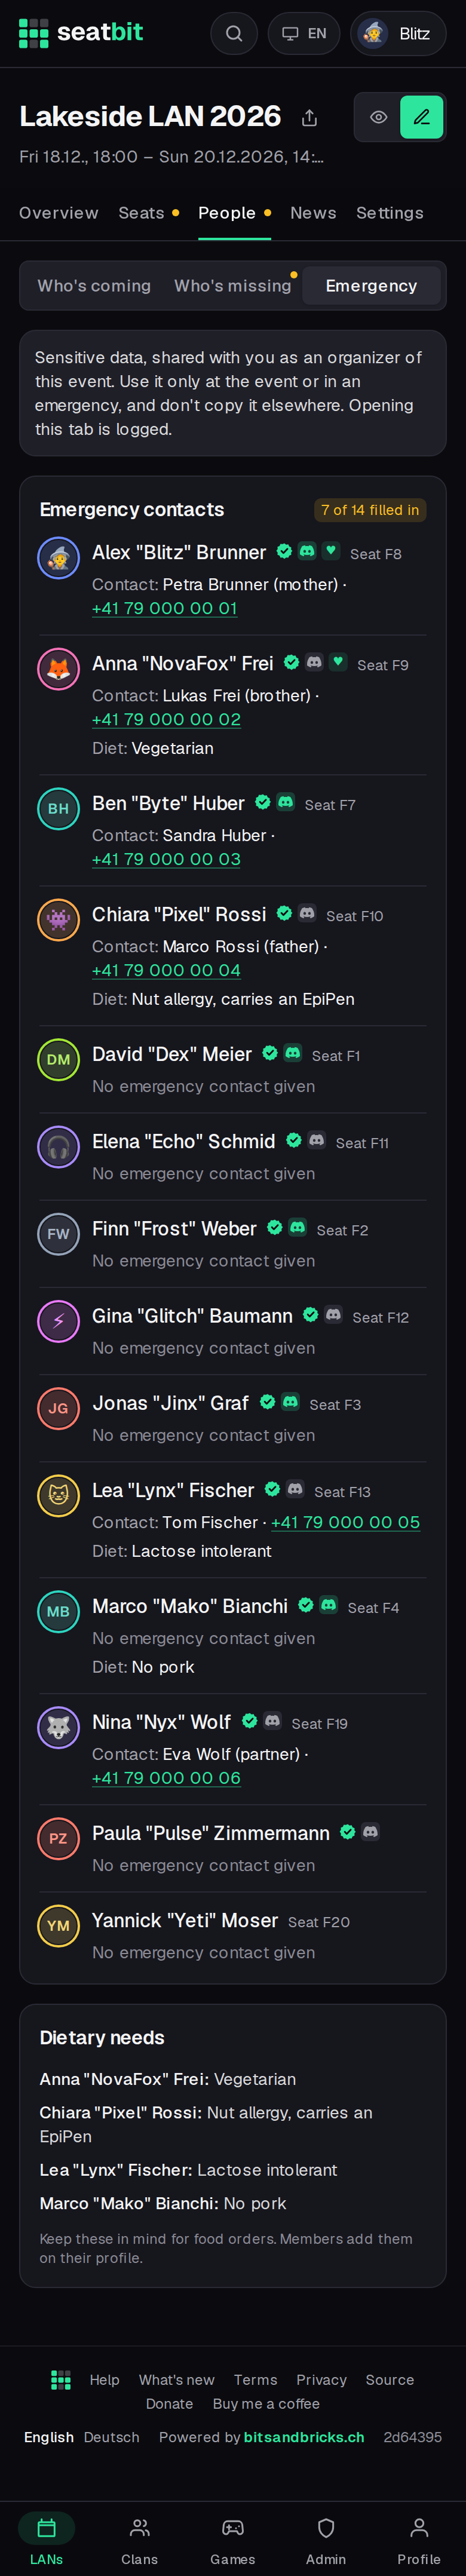 seatbit
EN
Blitz
Lakeside LAN 2026
Fri 18.12., 18:00 – Sun 20.12.2026, 14:...
Overview Seats People News Settings
Who's coming Who's missing Emergency
Sensitive data, shared with you as an organizer of
this event. Use it only at the event or in an
emergency, and don't copy it elsewhere. Opening
this tab is logged.
Emergency contacts 7 of 14 filled in
Alex "Blitz" Brunner Seat F8
Contact: Petra Brunner (mother) ·
+41 79 000 00 01
Anna "NovaFox" Frei Seat F9
Contact: Lukas Frei (brother) ·
+41 79 000 00 02
Diet: Vegetarian
BH Ben "Byte" Huber Seat F7
Contact: Sandra Huber ·
+41 79 000 00 03
Chiara "Pixel" Rossi Seat F10
Contact: Marco Rossi (father) ·
+41 79 000 00 04
Diet: Nut allergy, carries an EpiPen
DM David "Dex" Meier Seat F1
No emergency contact given
Elena "Echo" Schmid Seat F11
No emergency contact given
FW Finn "Frost" Weber Seat F2
No emergency contact given
Gina "Glitch" Baumann Seat F12
No emergency contact given
JG Jonas "Jinx" Graf Seat F3
No emergency contact given
Lea "Lynx" Fischer Seat F13
Contact: Tom Fischer · +41 79 000 00 05
Diet: Lactose intolerant
MB Marco "Mako" Bianchi Seat F4
No emergency contact given
Diet: No pork
Nina "Nyx" Wolf Seat F19
Contact: Eva Wolf (partner) ·
+41 79 000 00 06
PZ Paula "Pulse" Zimmermann
No emergency contact given
YM Yannick "Yeti" Moser Seat F20
No emergency contact given
Dietary needs
Anna "NovaFox" Frei: Vegetarian
Chiara "Pixel" Rossi: Nut allergy, carries an
EpiPen
Lea "Lynx" Fischer: Lactose intolerant
Marco "Mako" Bianchi: No pork
Keep these in mind for food orders. Members add them
on their profile.
Help What's new Terms Privacy Source
Donate Buy me a coffee
English Deutsch Powered by bitsandbricks.ch 2d64395
LANs Clans Games Admin Profile